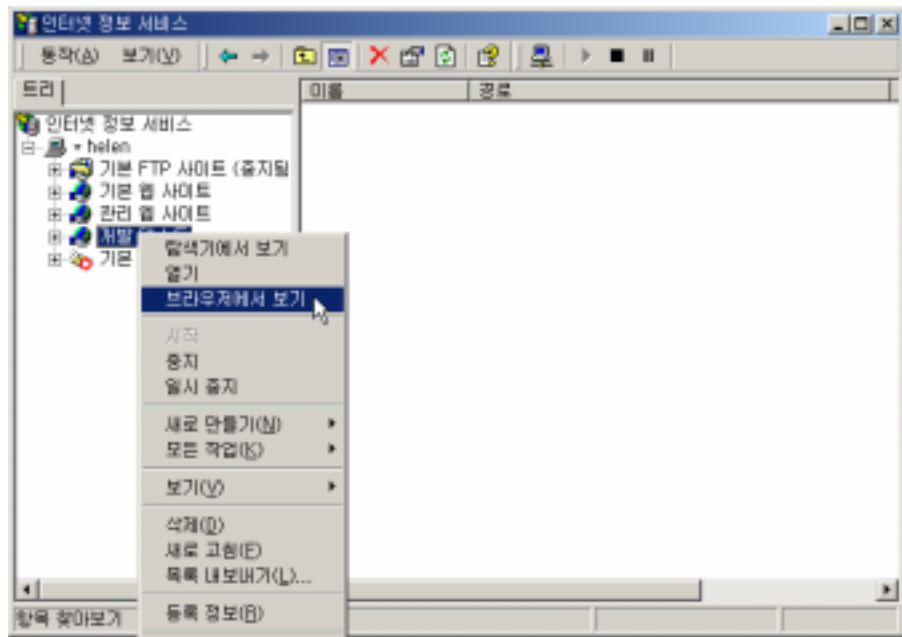 인터넷 정보 서비스
동작(A) 보기(V)
트리
이름 경로
인터넷 정보 서비스
* helen
기본 FTP 사이트 (중지됨
기본 웹 사이트
관리 웹 사이트
개발
기본
탐색기에서 보기
열기
브라우저에서 보기
시작
중지
일시 중지
새로 만들기(N)
모든 작업(K)
보기(V)
삭제(D)
새로 고침(F)
목록 내보내기(L)...
등록 정보(R)
항목 찾아보기